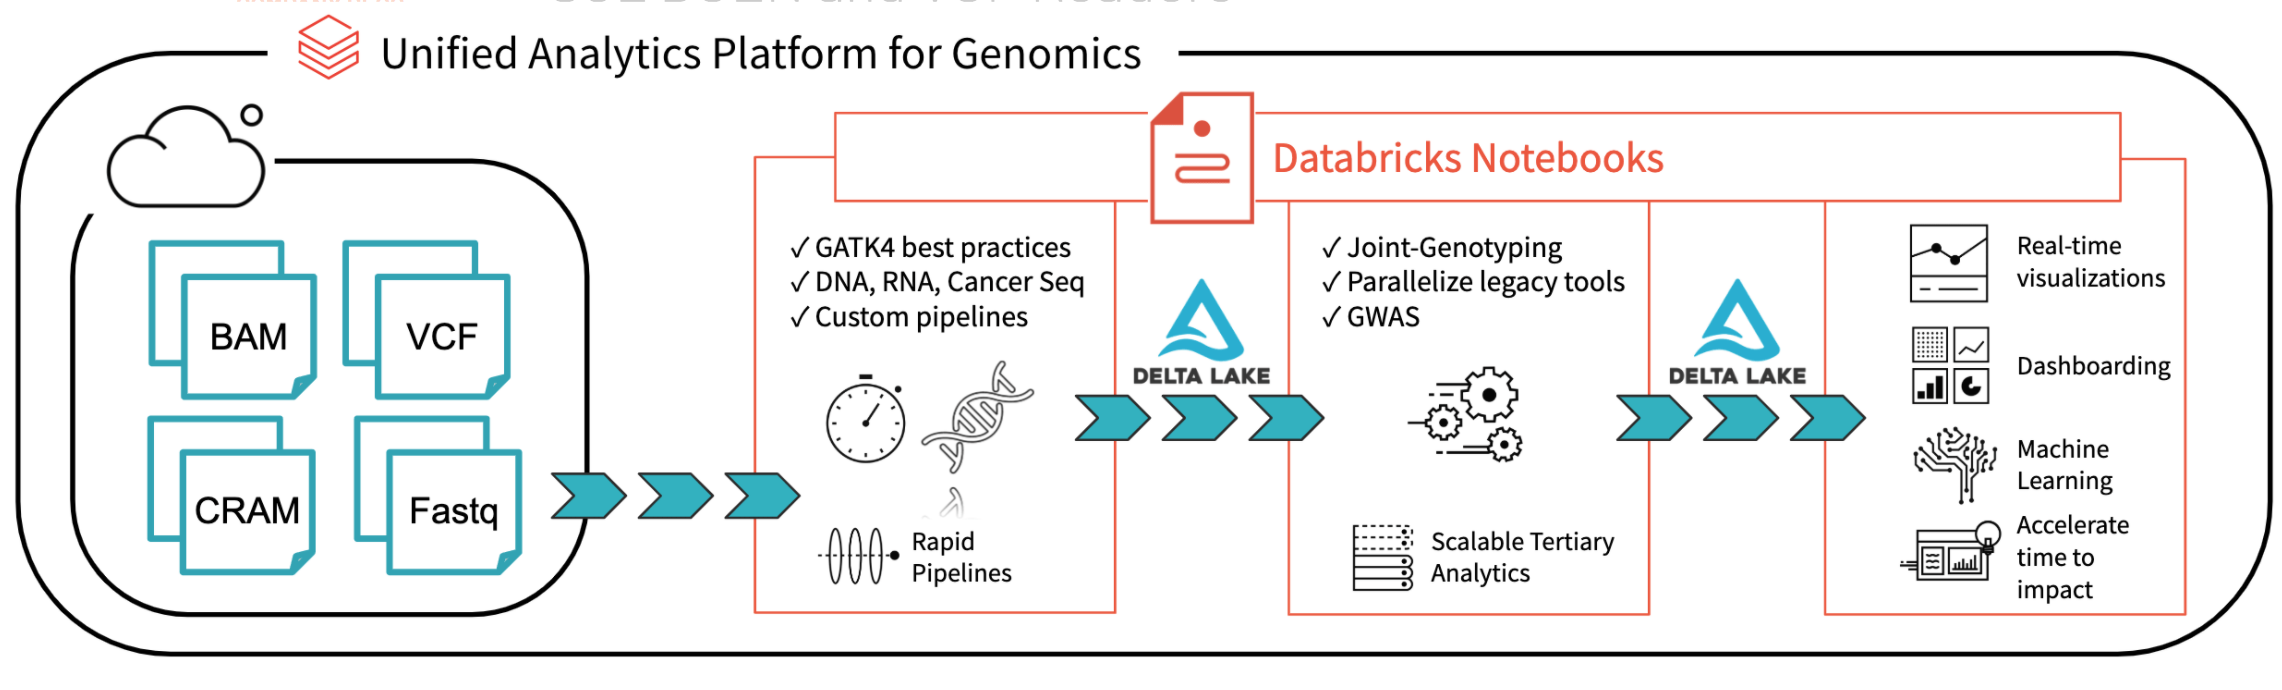 Unified Analytics Platform for Genomics
Databricks Notebooks
BAM
VCF
CRAM
Fastq
✓ GATK4 best practices
✓ DNA, RNA, Cancer Seq
✓ Custom pipelines
Rapid
Pipelines
DELTA LAKE
✓ Joint-Genotyping
✓ Parallelize legacy tools
✓ GWAS
Scalable Tertiary
Analytics
DELTA LAKE
Real-time
visualizations
Dashboarding
Machine
Learning
Accelerate
time to
impact